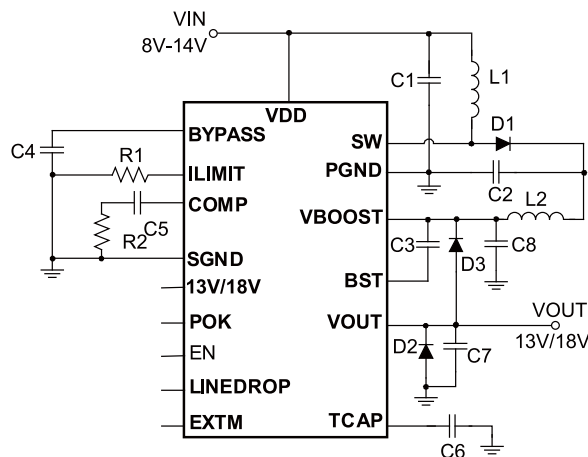 VIN
8V-14V
C1
L1
VDD
BYPASS
SW
D1
C4
R1
ILIMIT
PGND
C2
COMP
C5
R2
VBOOST
L2
C3
D3
C8
SGND
13V/18V
BST
POK
VOUT
VOUT
13V/18V
EN
D2
C7
LINEDROP
EXTM
TCAP
C6